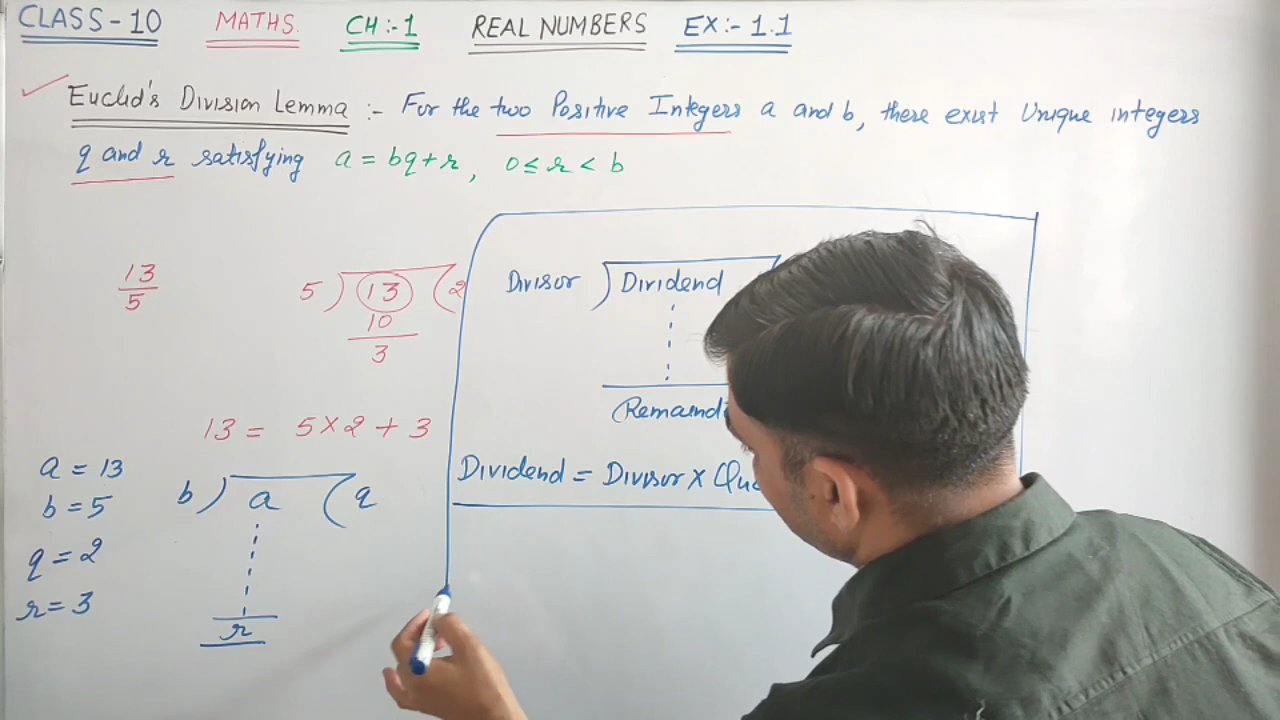 CLASS - 10 MATHS. CH :- 1 REAL NUMBERS EX :- 1.1
Euclid's Division Lemma :- For the two Positive Integers a and b, there exist Unique integers
q and r satisfying a = bq + r, 0 ≤ r < b
13
5
5 ) 13 ( 2
10
3
13 = 5 × 2 + 3
a = 13
b = 5
q = 2
r = 3
b ) a ( q
r
Divisor ) Dividend
Dividend = Divisor ×